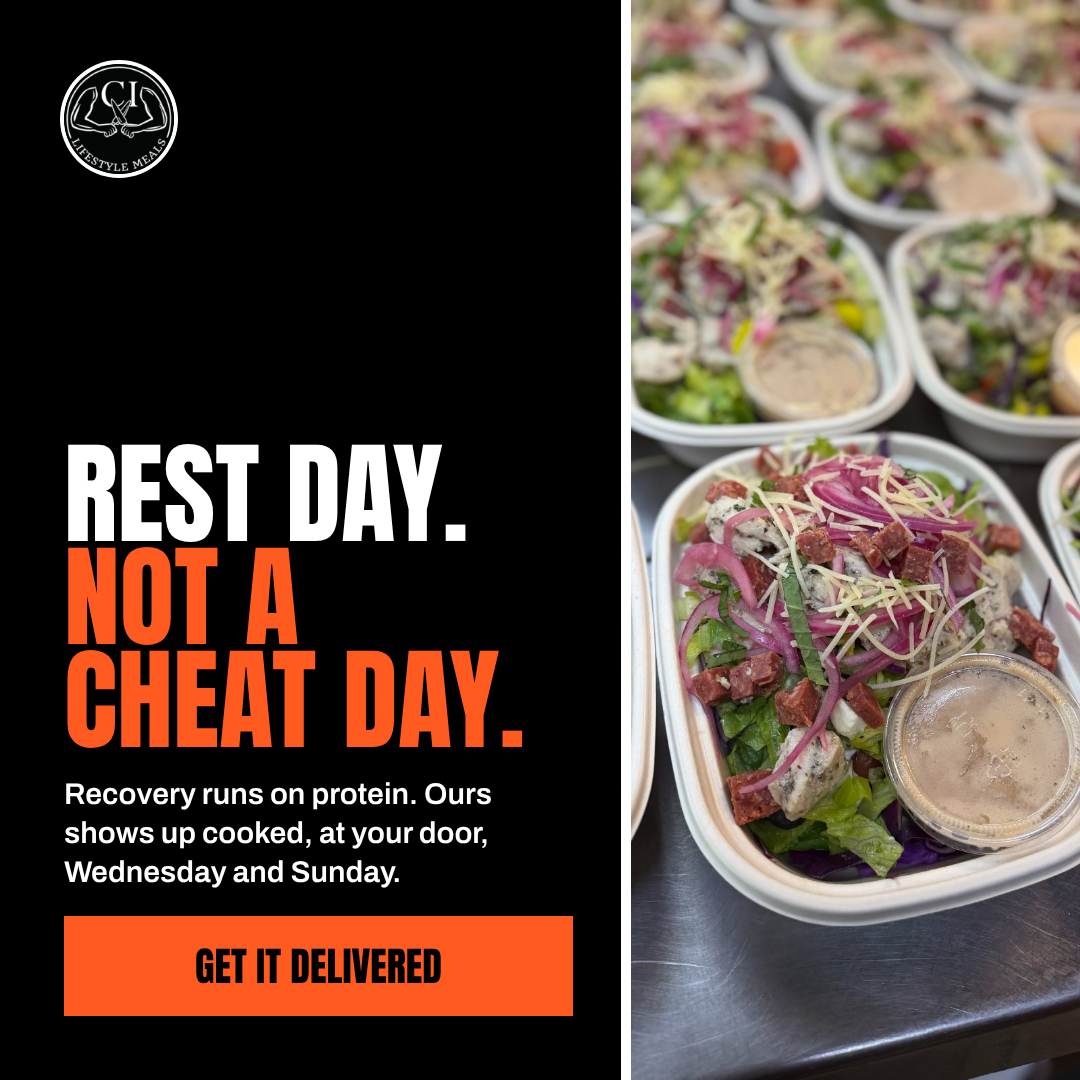 CI
LIFESTYLE MEALS
REST DAY.
NOT A
CHEAT DAY.
Recovery runs on protein. Ours
shows up cooked, at your door,
Wednesday and Sunday.
GET IT DELIVERED